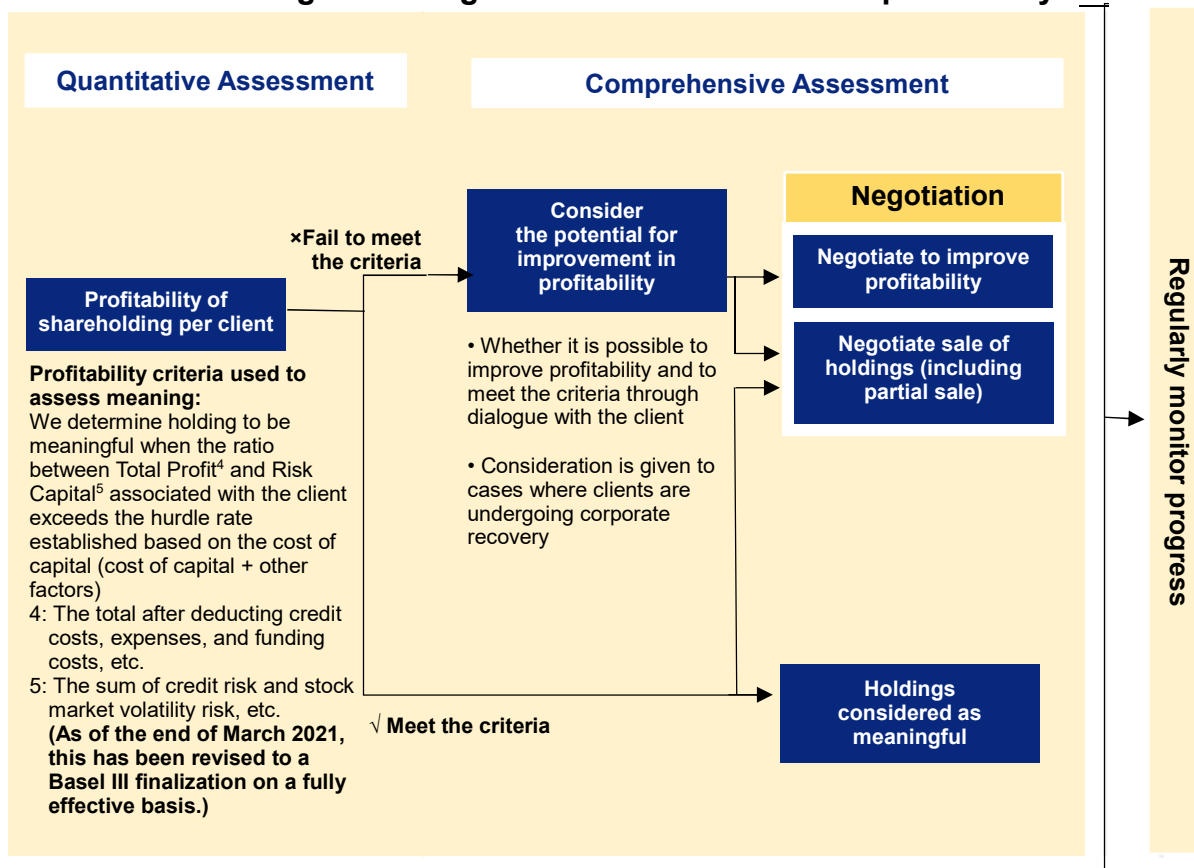 Quantitative Assessment
Comprehensive Assessment
Profitability of
shareholding per client
Profitability criteria used to
assess meaning:
We determine holding to be
meaningful when the ratio
between Total Profit⁴ and Risk
Capital⁵ associated with the client
exceeds the hurdle rate
established based on the cost of
capital (cost of capital + other
factors)
4: The total after deducting credit
costs, expenses, and funding
costs, etc.
5: The sum of credit risk and stock
market volatility risk, etc.
(As of the end of March 2021,
this has been revised to a
Basel III finalization on a fully
effective basis.)
×Fail to meet
the criteria
√ Meet the criteria
Consider
the potential for
improvement in
profitability
• Whether it is possible to
improve profitability and to
meet the criteria through
dialogue with the client
• Consideration is given to
cases where clients are
undergoing corporate
recovery
Negotiation
Negotiate to improve
profitability
Negotiate sale of
holdings (including
partial sale)
Holdings
considered as
meaningful
Regularly monitor progress